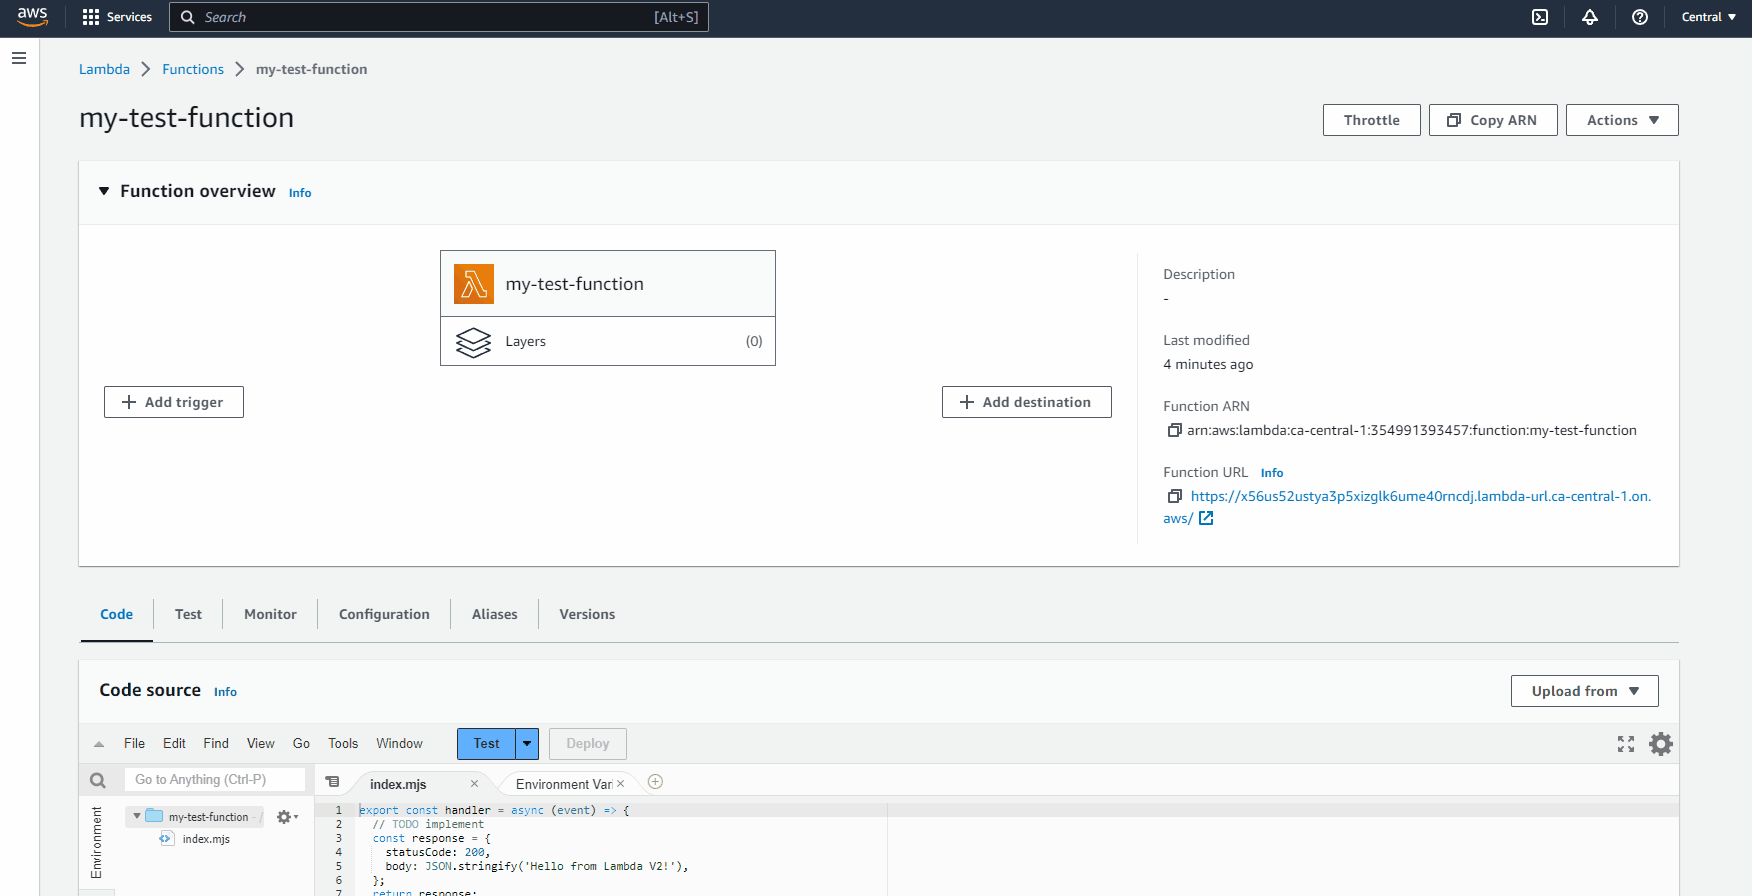 aws Services Search [Alt+S] Central
Lambda Functions my-test-function
my-test-function
Throttle Copy ARN Actions
Function overview Info
my-test-function
Layers (0)
Add trigger
Add destination
Description
-
Last modified
4 minutes ago
Function ARN
arn:aws:lambda:ca-central-1:354991393457:function:my-test-function
Function URL Info
https://x56us52ustya3p5xizglk6ume40rncdj.lambda-url.ca-central-1.on.
aws/
Code Test Monitor Configuration Aliases Versions
Code source Info
Upload from
File Edit Find View Go Tools Window Test Deploy
Go to Anything (Ctrl-P) index.mjs Environment Vari
Environment
my-test-function - /
index.mjs
1 export const handler = async (event) => {
2 // TODO implement
3 const response = {
4 statusCode: 200,
5 body: JSON.stringify('Hello from Lambda V2!'),
6 };
7 return response;